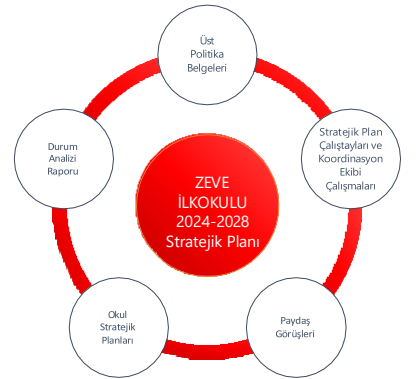 Üst
Politika
Belgeleri
Stratejik Plan
Çalıştayları ve
Koordinasyon
Ekibi
Çalışmaları
Durum
Analizi
Raporu
ZEVE
İLKOKULU
2024-2028
Stratejik Planı
Okul
Stratejik
Planları
Paydaş
Görüşleri